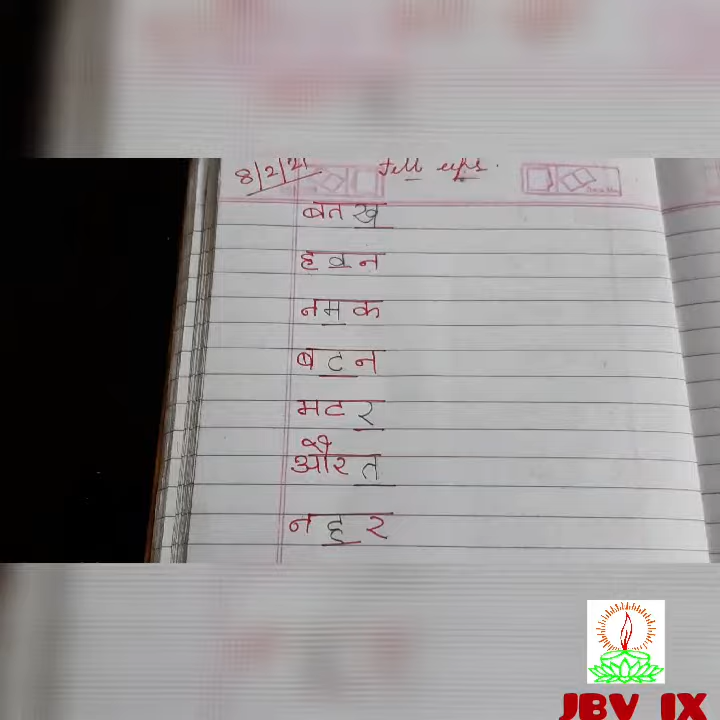 8/2/21 Fill ups.
बतख
हवन
नमक
बटन
मटर
औरत
नहर
JBV IX